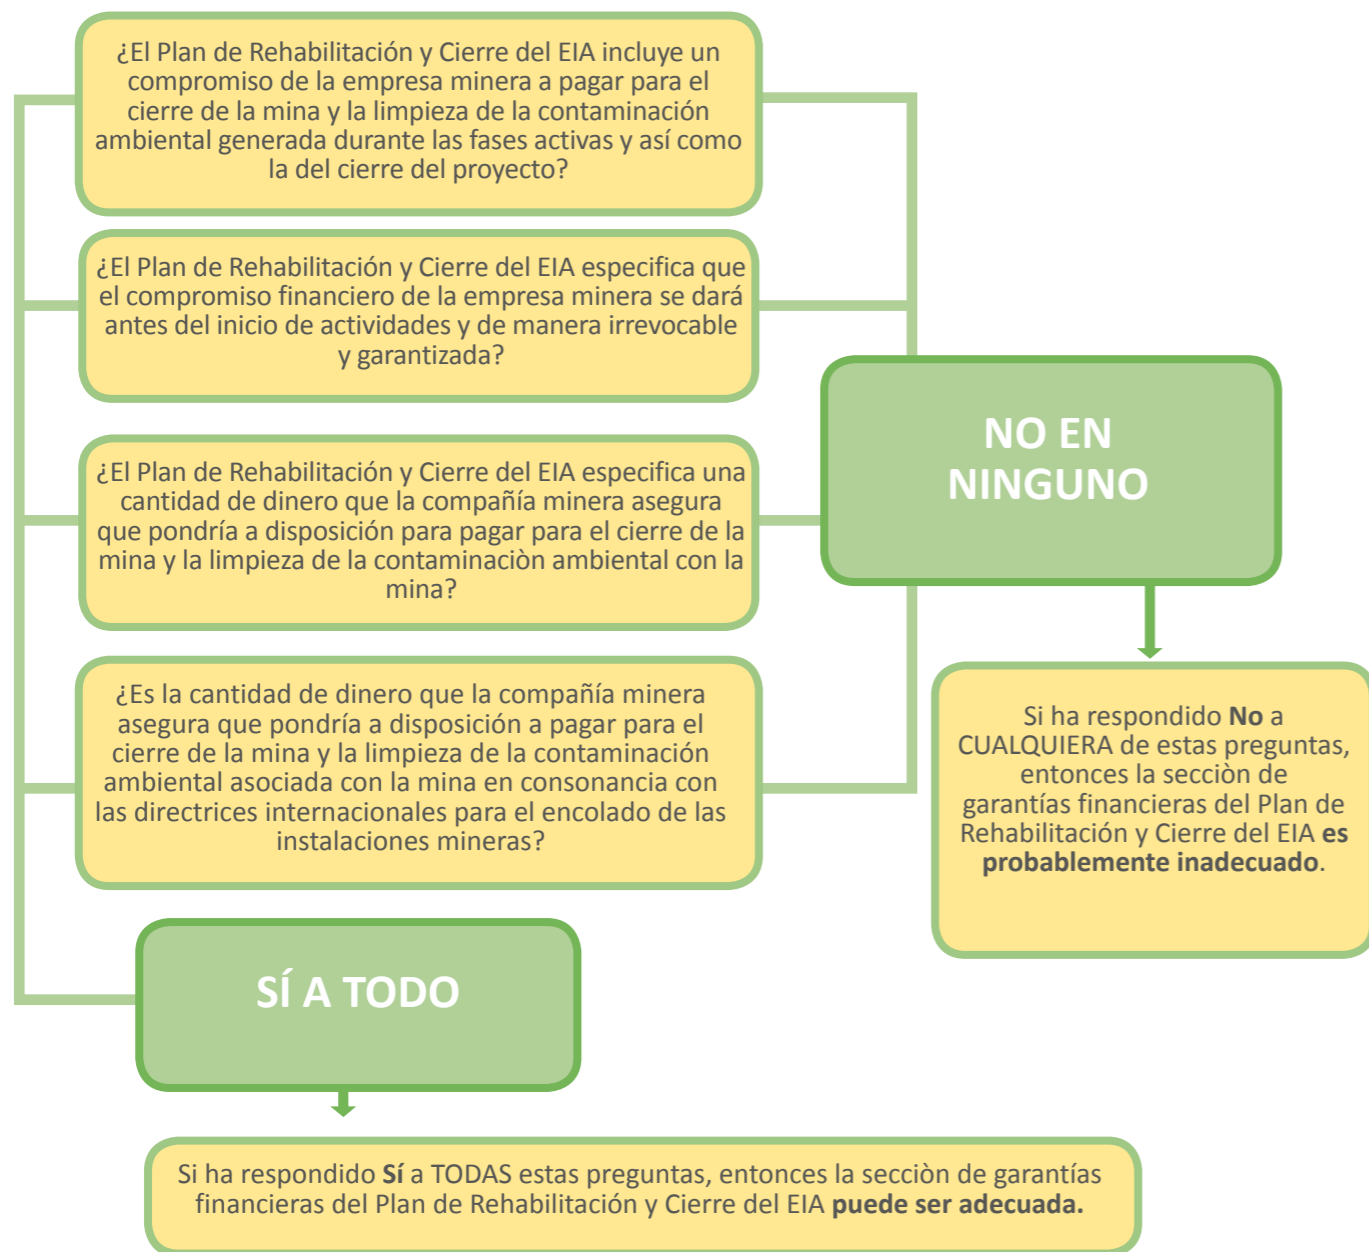 ¿El Plan de Rehabilitación y Cierre del EIA incluye un
compromiso de la empresa minera a pagar para el
cierre de la mina y la limpieza de la contaminación
ambiental generada durante las fases activas y así como
la del cierre del proyecto?
¿El Plan de Rehabilitación y Cierre del EIA especifica que
el compromiso financiero de la empresa minera se dará
antes del inicio de actividades y de manera irrevocable
y garantizada?
¿El Plan de Rehabilitación y Cierre del EIA especifica una
cantidad de dinero que la compañía minera asegura
que pondría a disposición para pagar para el cierre de la
mina y la limpieza de la contaminaciòn ambiental con la
mina?
¿Es la cantidad de dinero que la compañía minera
asegura que pondría a disposición a pagar para el
cierre de la mina y la limpieza de la contaminación
ambiental asociada con la mina en consonancia con
las directrices internacionales para el encolado de las
instalaciones mineras?
NO EN
NINGUNO
Si ha respondido No a
CUALQUIERA de estas preguntas,
entonces la secciòn de
garantías financieras del Plan de
Rehabilitación y Cierre del EIA es
probablemente inadecuado.
SÍ A TODO
Si ha respondido Sí a TODAS estas preguntas, entonces la secciòn de garantías
financieras del Plan de Rehabilitación y Cierre del EIA puede ser adecuada.